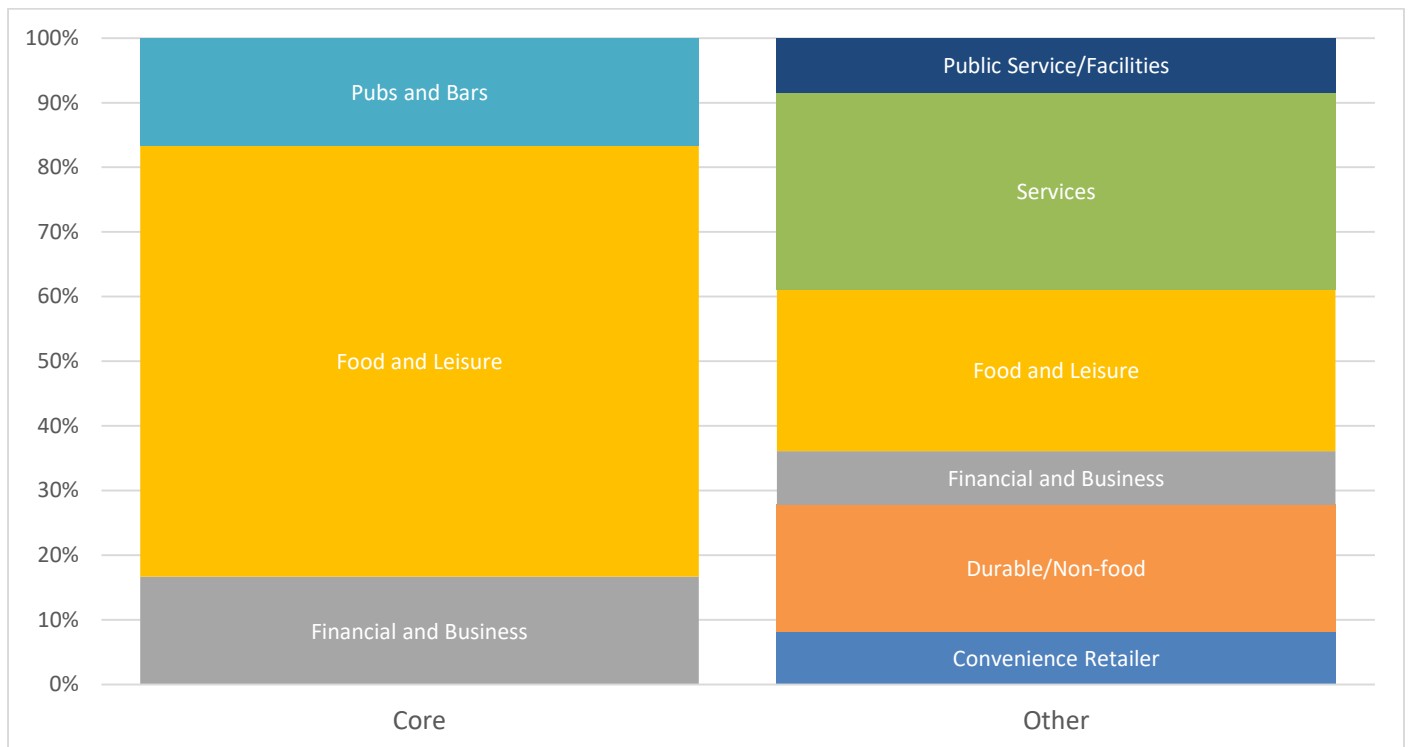 100%
90%
80%
70%
60%
50%
40%
30%
20%
10%
0%
Pubs and Bars
Food and Leisure
Financial and Business
Public Service/Facilities
Services
Food and Leisure
Financial and Business
Durable/Non-food
Convenience Retailer
Core
Other